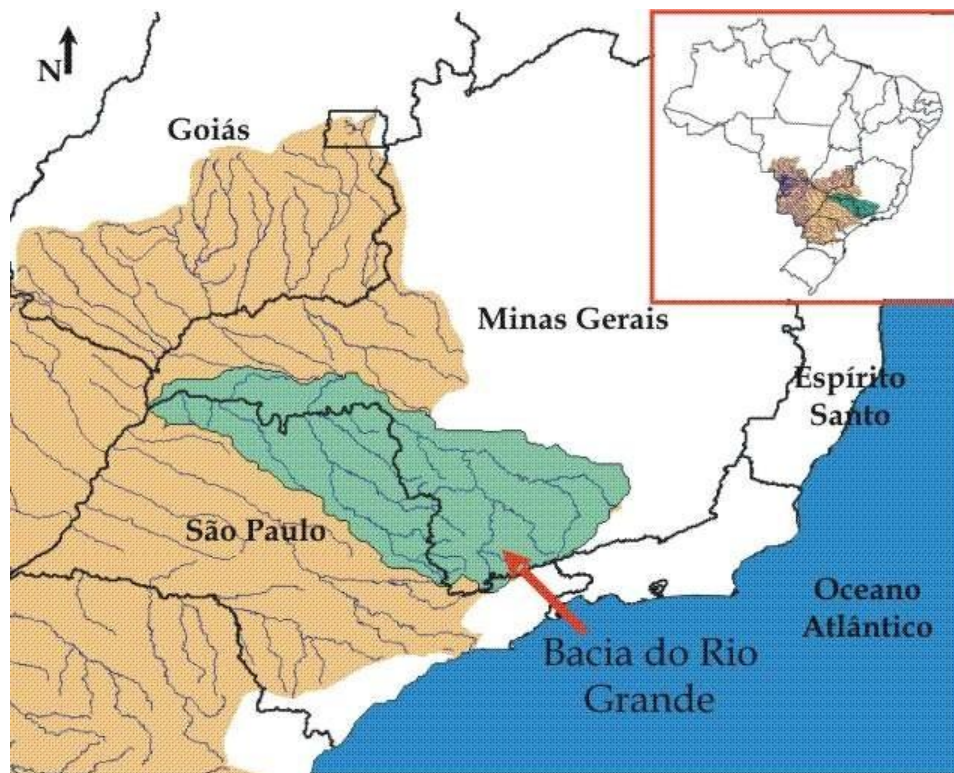 N
Goiás
Minas Gerais
Espírito
Santo
São Paulo
Oceano
Atlântico
Bacia do Rio
Grande